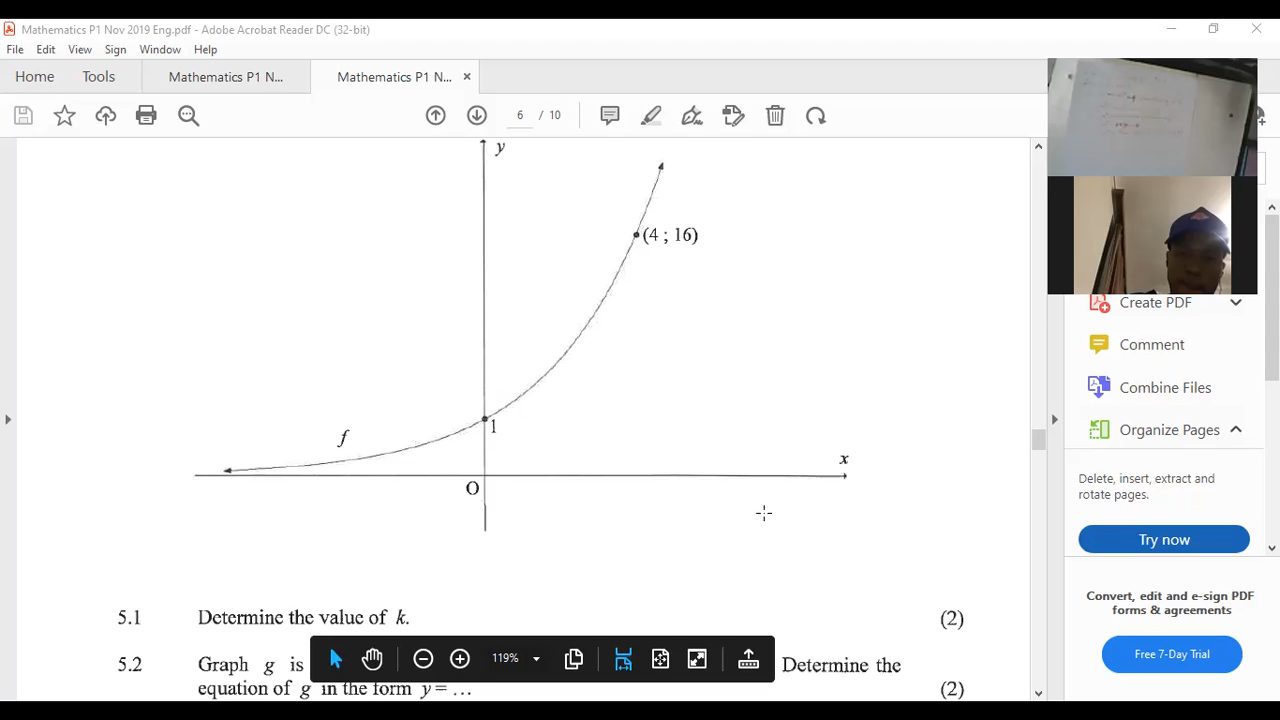 Mathematics P1 Nov 2019 Eng.pdf - Adobe Acrobat Reader DC (32-bit)
File Edit View Sign Window Help
Home Tools Mathematics P1 N... Mathematics P1 N... ×
6 / 10
y
(4 ; 16)
1
f
x
O
5.1 Determine the value of k. (2)
5.2 Graph g is Determine the
equation of g in the form y = … (2)
119%
Create PDF
Comment
Combine Files
Organize Pages
Delete, insert, extract and
rotate pages.
Try now
Convert, edit and e-sign PDF
forms & agreements
Free 7-Day Trial